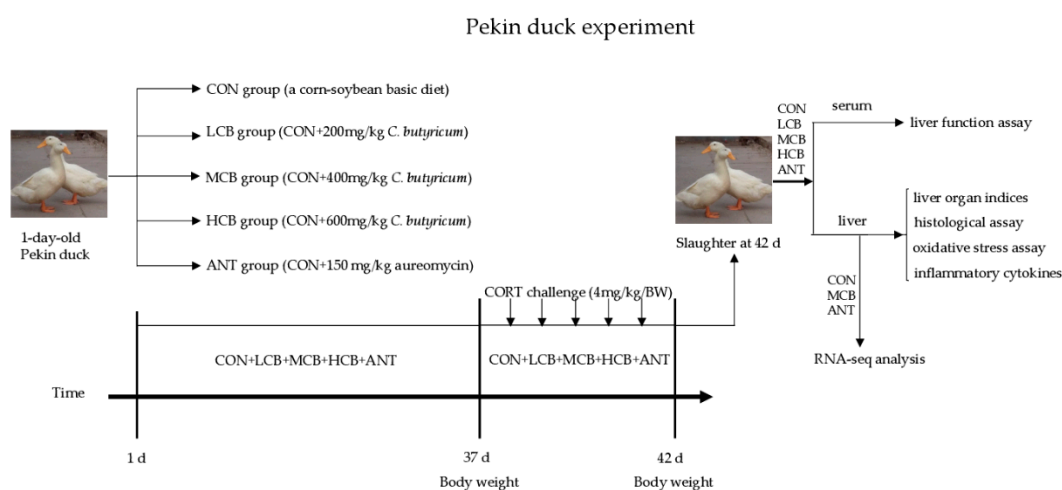 Pekin duck experiment
CON group (a corn-soybean basic diet)
LCB group (CON+200mg/kg C. butyricum)
MCB group (CON+400mg/kg C. butyricum)
HCB group (CON+600mg/kg C. butyricum)
ANT group (CON+150 mg/kg aureomycin)
1-day-old
Pekin duck
CORT challenge (4mg/kg/BW)
CON+LCB+MCB+HCB+ANT
CON+LCB+MCB+HCB+ANT
Time
1 d
37 d
Body weight
42 d
Body weight
Slaughter at 42 d
CON
LCB
MCB
HCB
ANT
serum
liver function assay
liver
liver organ indices
histological assay
oxidative stress assay
inflammatory cytokines
CON
MCB
ANT
RNA-seq analysis